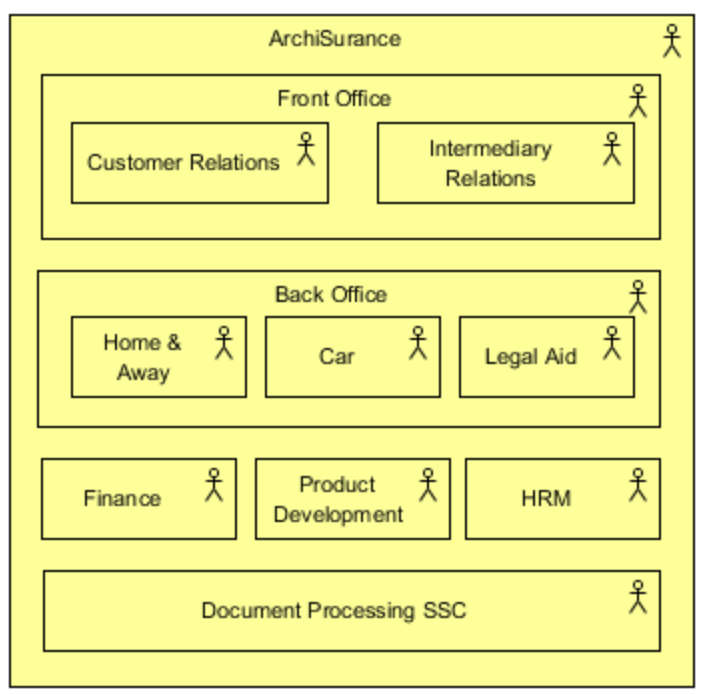 ArchiSurance
Front Office
Customer Relations
Intermediary
Relations
Back Office
Home &
Away
Car
Legal Aid
Finance
Product
Development
HRM
Document Processing SSC